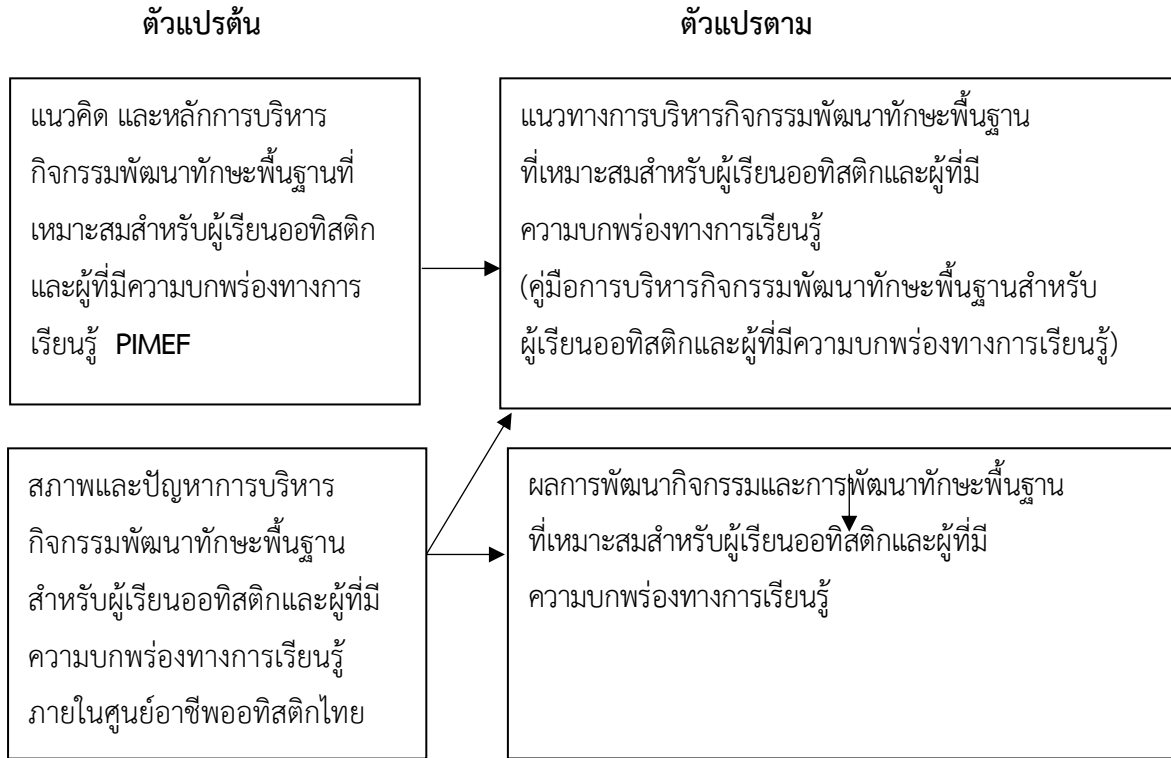 ตัวแปรต้น
ตัวแปรตาม
แนวคิด และหลักการบริหาร
กิจกรรมพัฒนาทักษะพื้นฐานที่
เหมาะสมสำหรับผู้เรียนออทิสติก
และผู้ที่มีความบกพร่องทางการ
เรียนรู้ PIMEF
แนวทางการบริหารกิจกรรมพัฒนาทักษะพื้นฐาน
ที่เหมาะสมสำหรับผู้เรียนออทิสติกและผู้ที่มี
ความบกพร่องทางการเรียนรู้
(คู่มือการบริหารกิจกรรมพัฒนาทักษะพื้นฐานสำหรับ
ผู้เรียนออทิสติกและผู้ที่มีความบกพร่องทางการเรียนรู้)
สภาพและปัญหาการบริหาร
กิจกรรมพัฒนาทักษะพื้นฐาน
สำหรับผู้เรียนออทิสติกและผู้ที่มี
ความบกพร่องทางการเรียนรู้
ภายในศูนย์อาชีพออทิสติกไทย
ผลการพัฒนากิจกรรมและการพัฒนาทักษะพื้นฐาน
ที่เหมาะสมสำหรับผู้เรียนออทิสติกและผู้ที่มี
ความบกพร่องทางการเรียนรู้